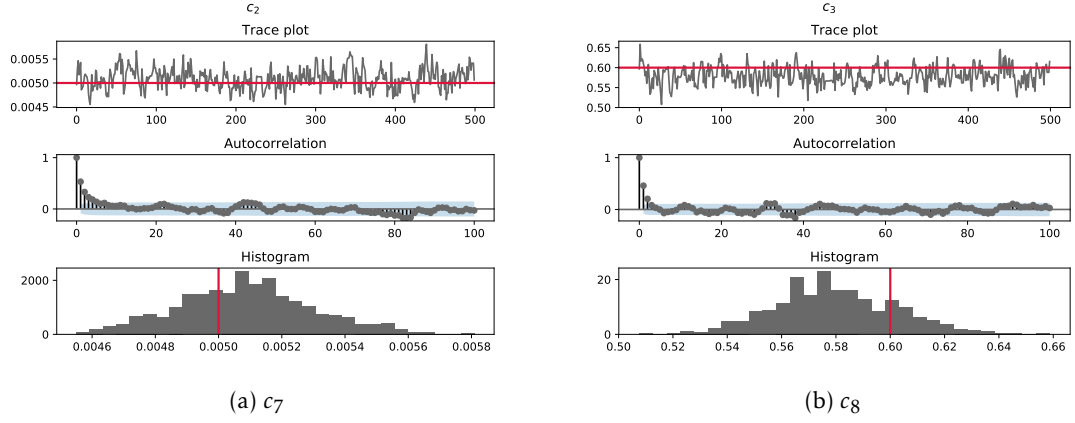 c₂
Trace plot
0.0055
0.0050
0.0045
0 100 200 300 400 500
Autocorrelation
1
0
0 20 40 60 80 100
Histogram
2000
0
0.0046 0.0048 0.0050 0.0052 0.0054 0.0056 0.0058
(a) c₇
c₃
Trace plot
0.65
0.60
0.55
0.50
0 100 200 300 400 500
Autocorrelation
1
0
0 20 40 60 80 100
Histogram
20
0
0.50 0.52 0.54 0.56 0.58 0.60 0.62 0.64 0.66
(b) c₈